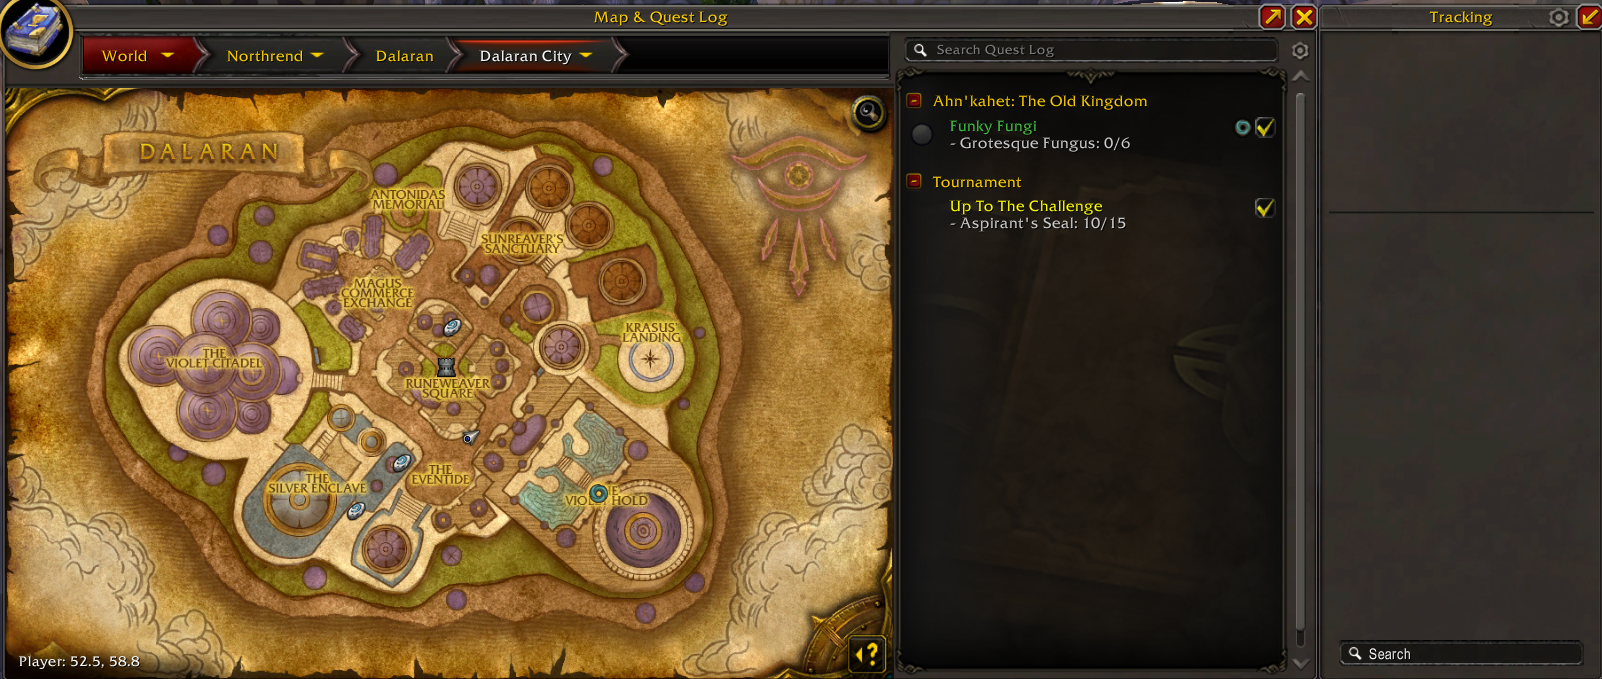 Map & Quest Log
Tracking
World
Northrend
Dalaran
Dalaran City
Search Quest Log
DALARAN
ANTONIDAS
MEMORIAL
SUNREAVER'S
SANCTUARY
MAGUS
COMMERCE
EXCHANGE
KRASUS'
LANDING
THE
VIOLET CITADEL
RUNEWEAVER
SQUARE
THE
SILVER ENCLAVE
THE
EVENTIDE
HOLD
Player: 52.5, 58.8
?
Ahn'kahet: The Old Kingdom
Funky Fungi
- Grotesque Fungus: 0/6
Tournament
Up To The Challenge
- Aspirant's Seal: 10/15
Search